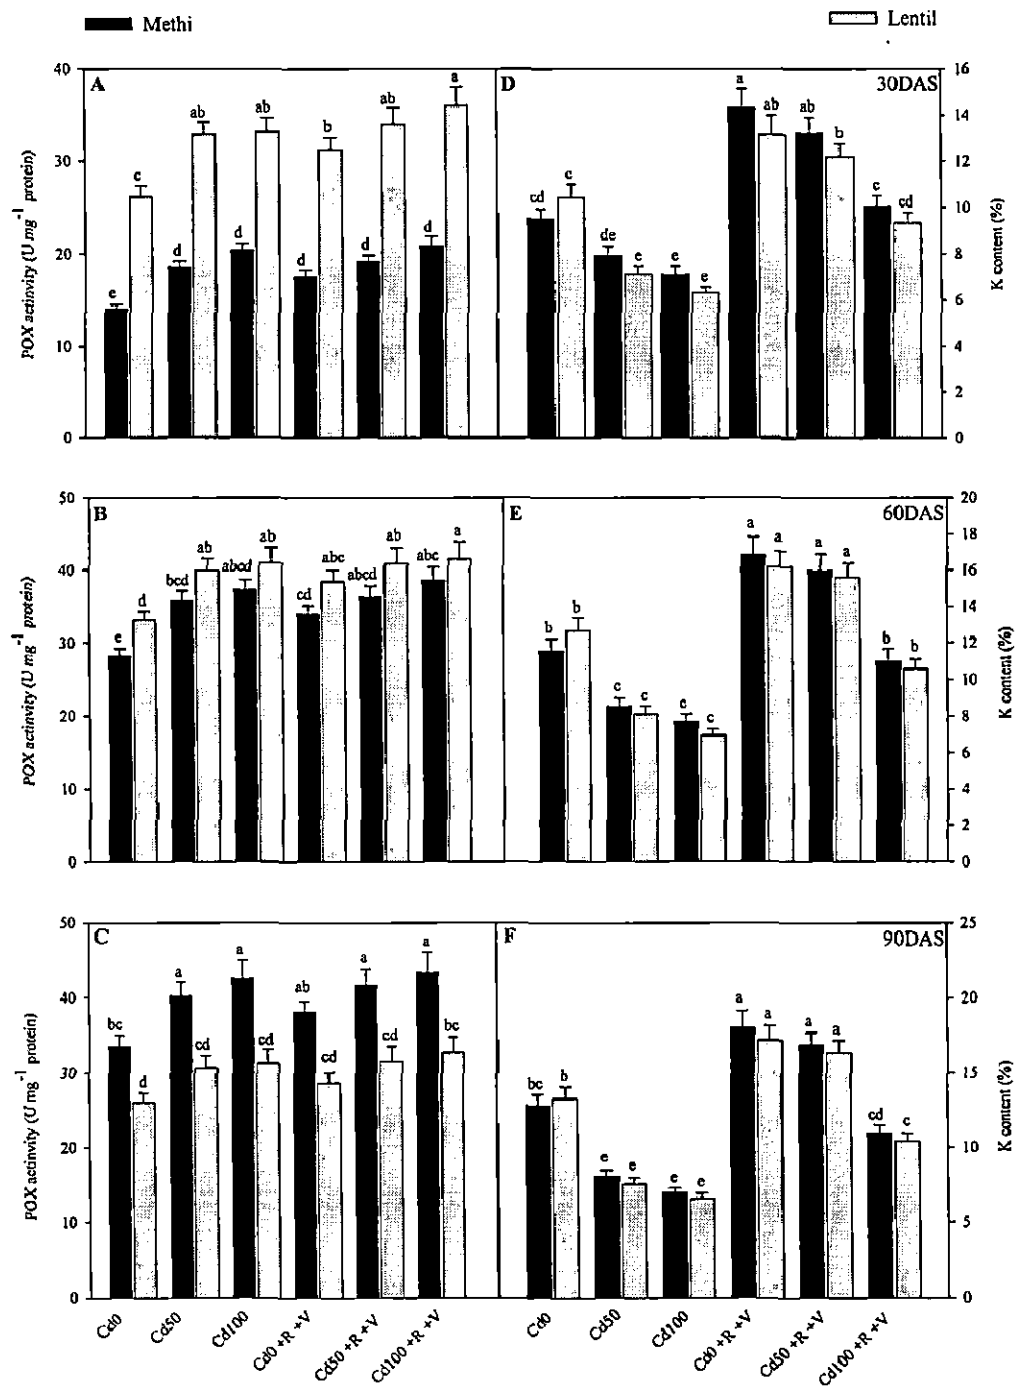 Methi
Lentil
A
D
30DAS
40
30
20
10
0
POX actinvity (U mg⁻¹ protein)
e
c
d
ab
d
ab
d
b
d
ab
d
a
cd
c
de
e
e
e
a
ab
ab
b
c
cd
16
14
12
10
8
6
4
2
0
K content (%)
B
E
60DAS
50
40
30
20
10
0
POX activity (U mg⁻¹ protein)
e
d
bcd
ab
abcd
ab
cd
abc
abcd
ab
ab
a
b
b
c
c
c
c
a
a
a
a
b
b
20
18
16
14
12
10
8
6
4
2
0
K content (%)
C
F
90DAS
50
40
30
20
10
0
POX actinvity (U mg⁻¹ protein)
bc
d
a
cd
a
cd
ab
cd
a
cd
a
bc
bc
b
e
e
e
e
a
a
a
a
cd
c
25
20
15
10
5
0
K content (%)
Cd0
Cd50
Cd100
Cd0 +R +V
Cd50 +R +V
Cd100 +R +V
Cd0
Cd50
Cd100
Cd0 +R +V
Cd50 +R +V
Cd100 +R +V